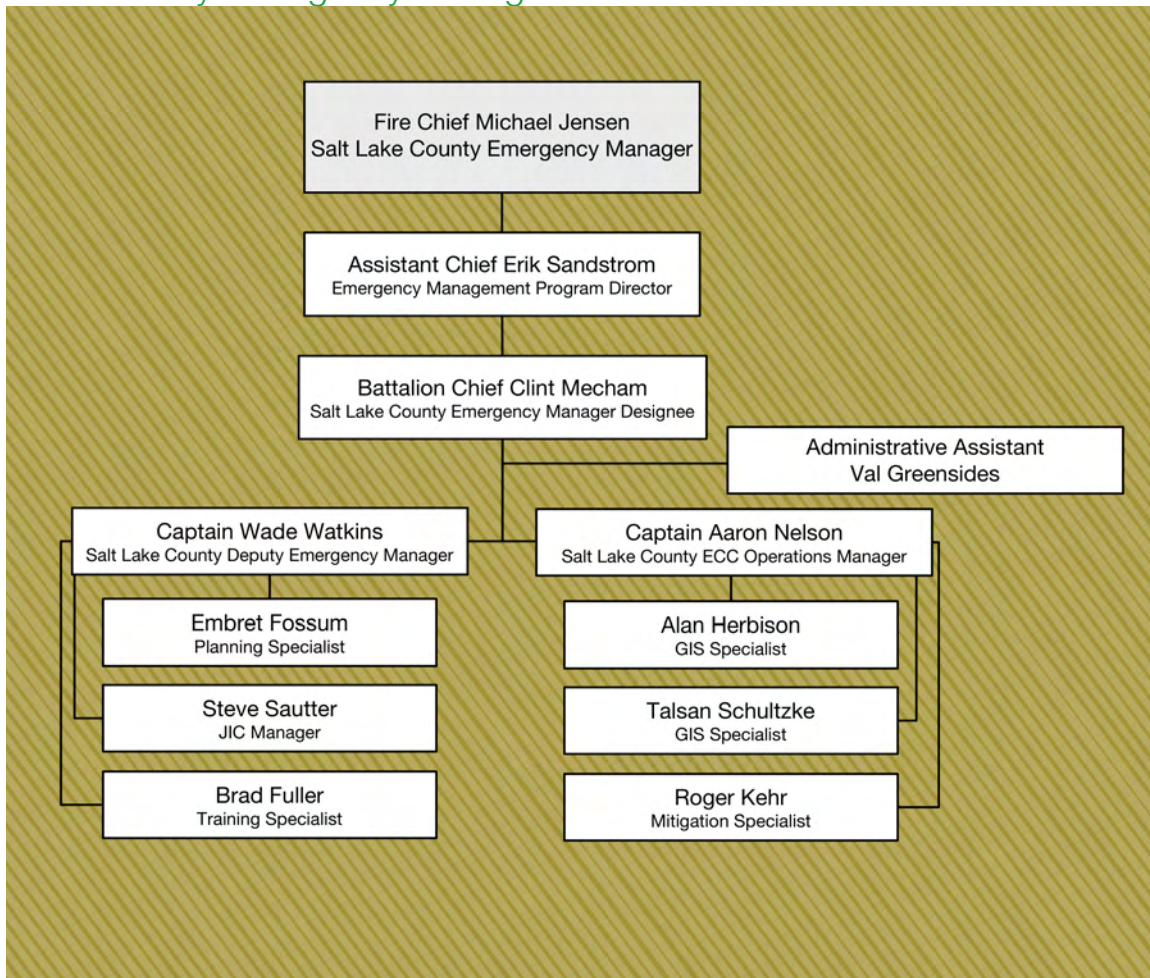 Fire Chief Michael Jensen
Salt Lake County Emergency Manager
Assistant Chief Erik Sandstrom
Emergency Management Program Director
Battalion Chief Clint Mecham
Salt Lake County Emergency Manager Designee
Administrative Assistant
Val Greensides
Captain Wade Watkins
Salt Lake County Deputy Emergency Manager
Embret Fossum
Planning Specialist
Steve Sautter
JIC Manager
Brad Fuller
Training Specialist
Captain Aaron Nelson
Salt Lake County ECC Operations Manager
Alan Herbison
GIS Specialist
Talsan Schultzke
GIS Specialist
Roger Kehr
Mitigation Specialist